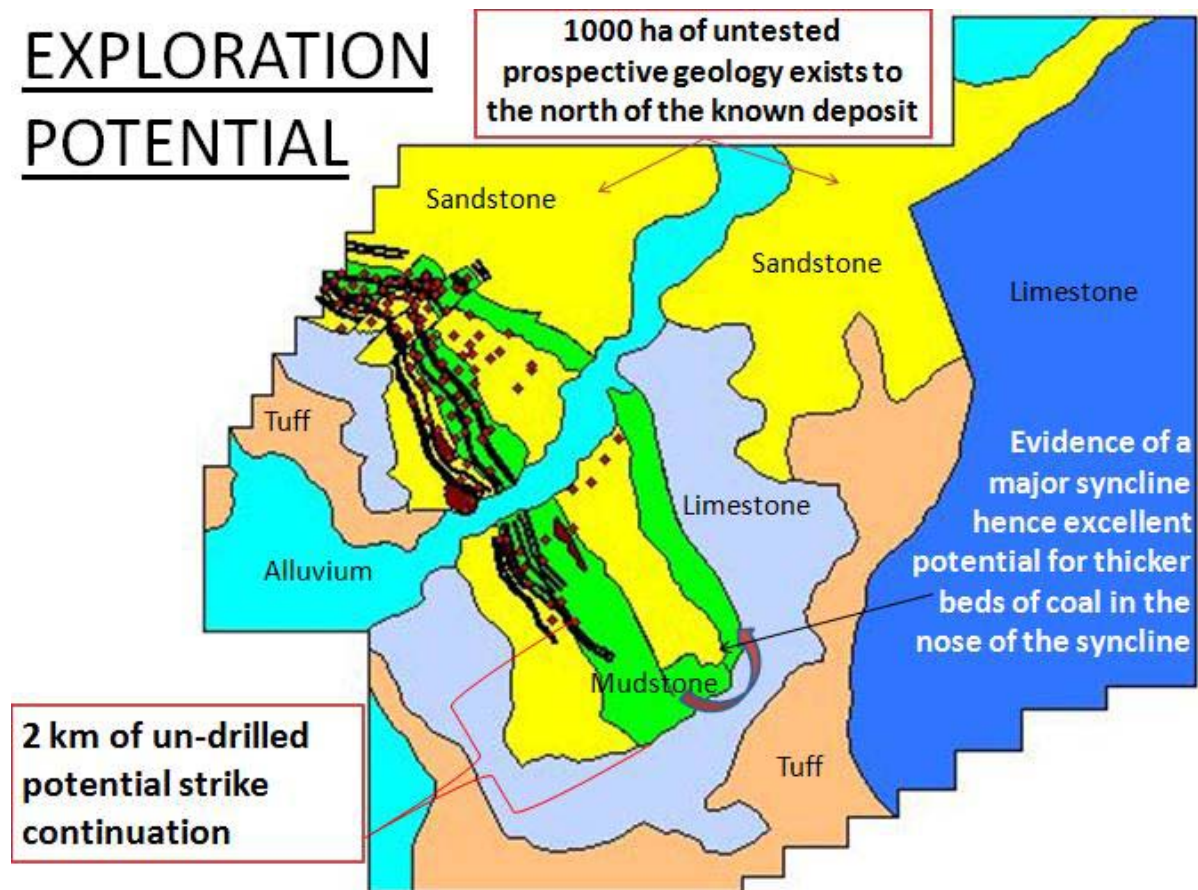 EXPLORATION
POTENTIAL
1000 ha of untested
prospective geology exists to
the north of the known deposit
Sandstone
Sandstone
Limestone
Tuff
Evidence of a
major syncline
hence excellent
potential for thicker
beds of coal in the
nose of the syncline
Limestone
Alluvium
Mudstone
2 km of un-drilled
potential strike
continuation
Tuff